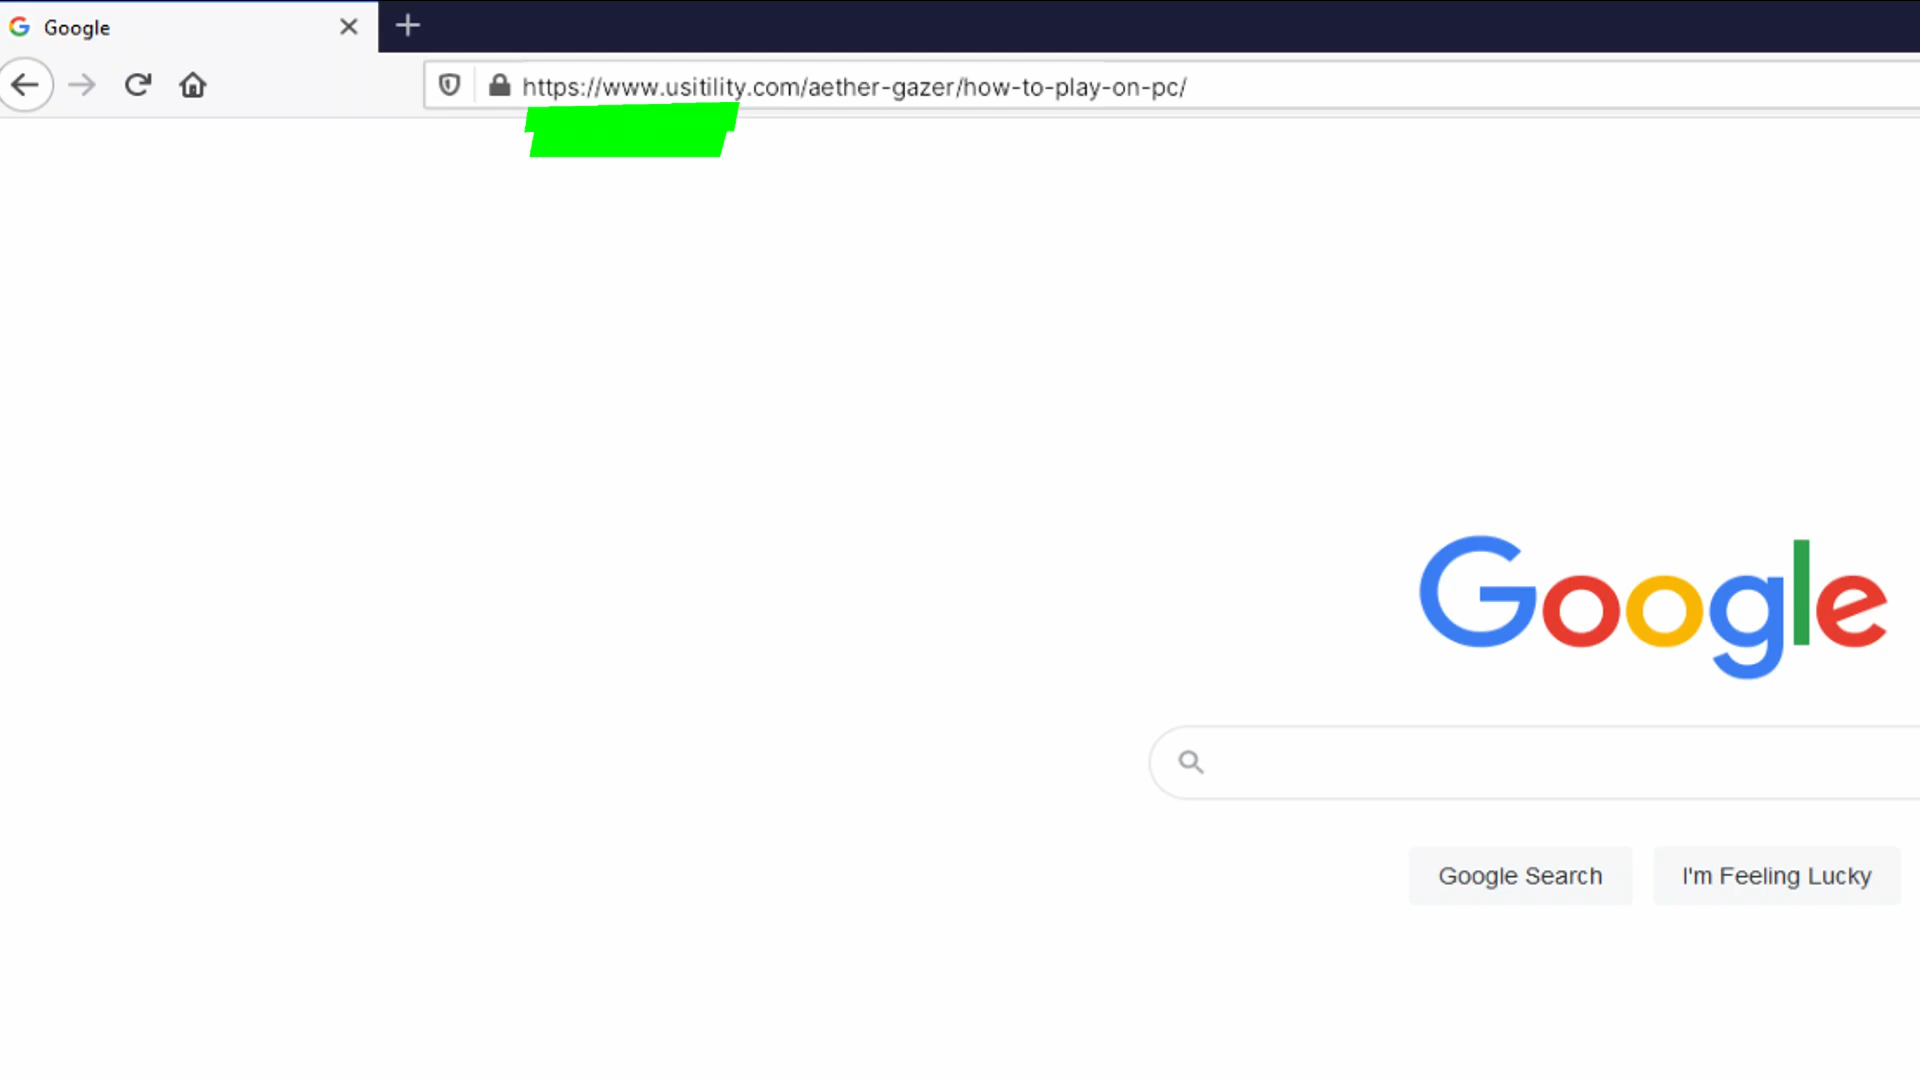 Google
https://www.usitility.com/aether-gazer/how-to-play-on-pc/
Google
Google Search
I'm Feeling Lucky